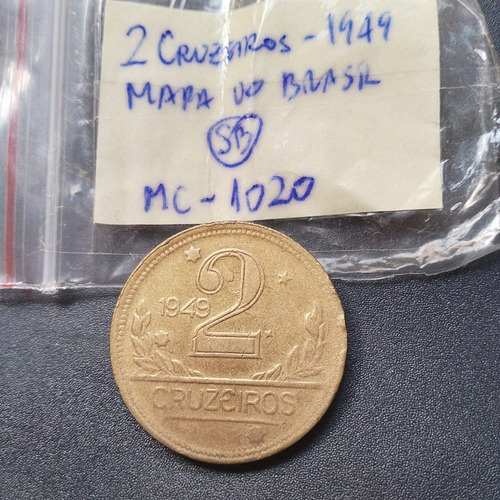 2 CRUZEIROS - 1949
MAPA DO BRASIL
SB
MC - 1020
1949
2
CRUZEIROS